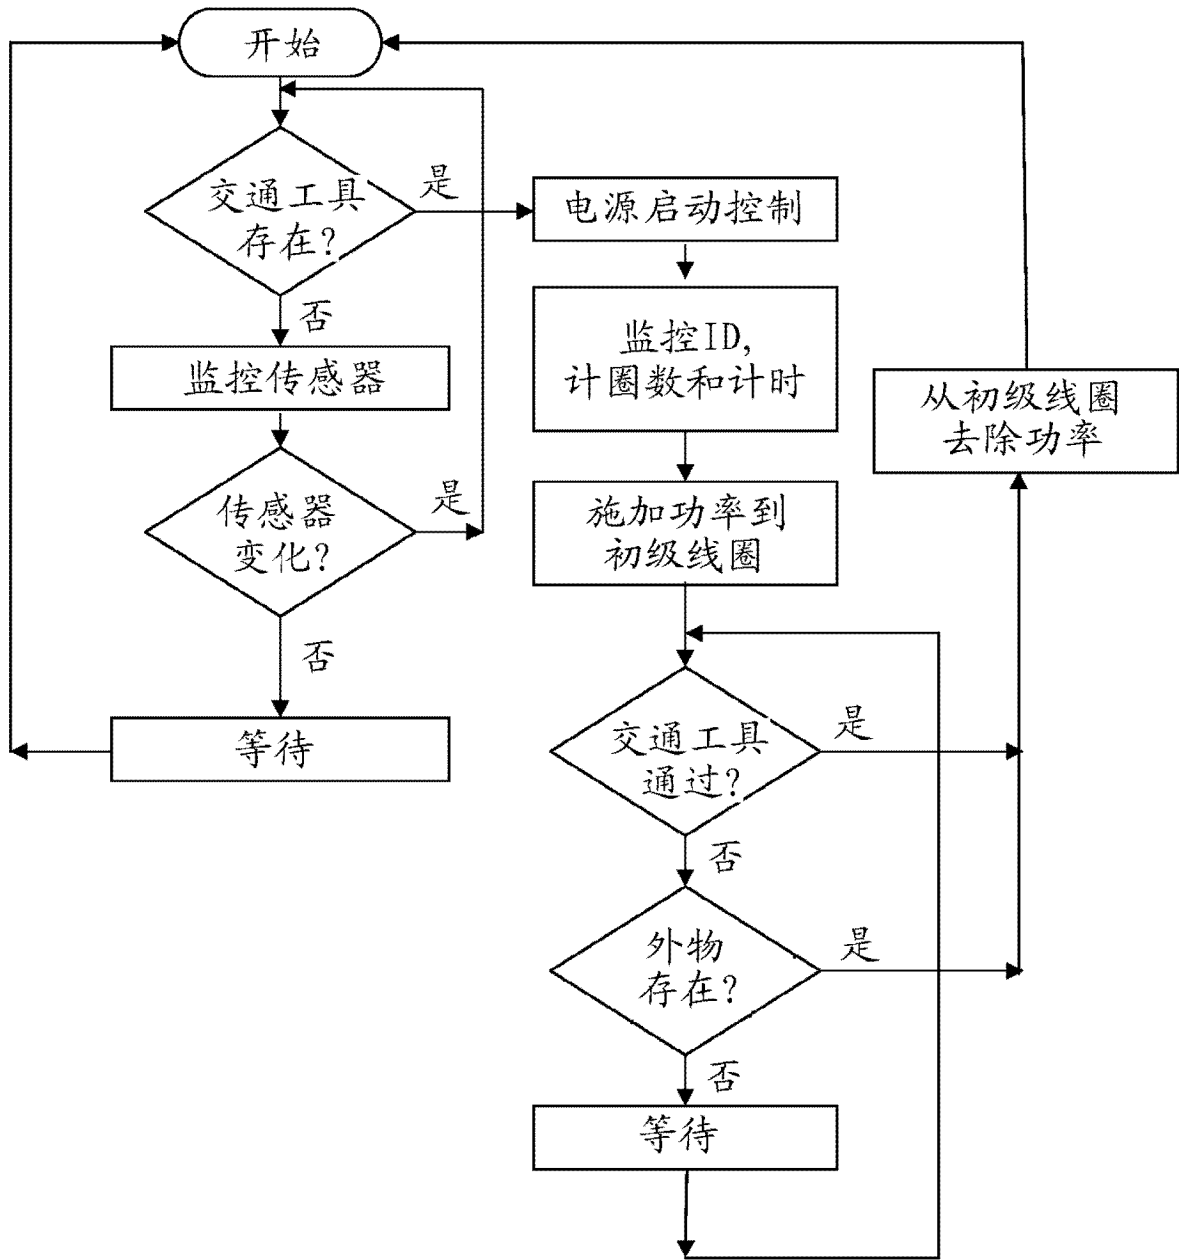 开始
交通工具
存在?
是
否
监控传感器
传感器
变化?
是
否
等待
电源启动控制
监控ID,
计圈数和计时
施加功率到
初级线圈
交通工具
通过?
是
否
外物
存在?
是
否
等待
从初级线圈
去除功率